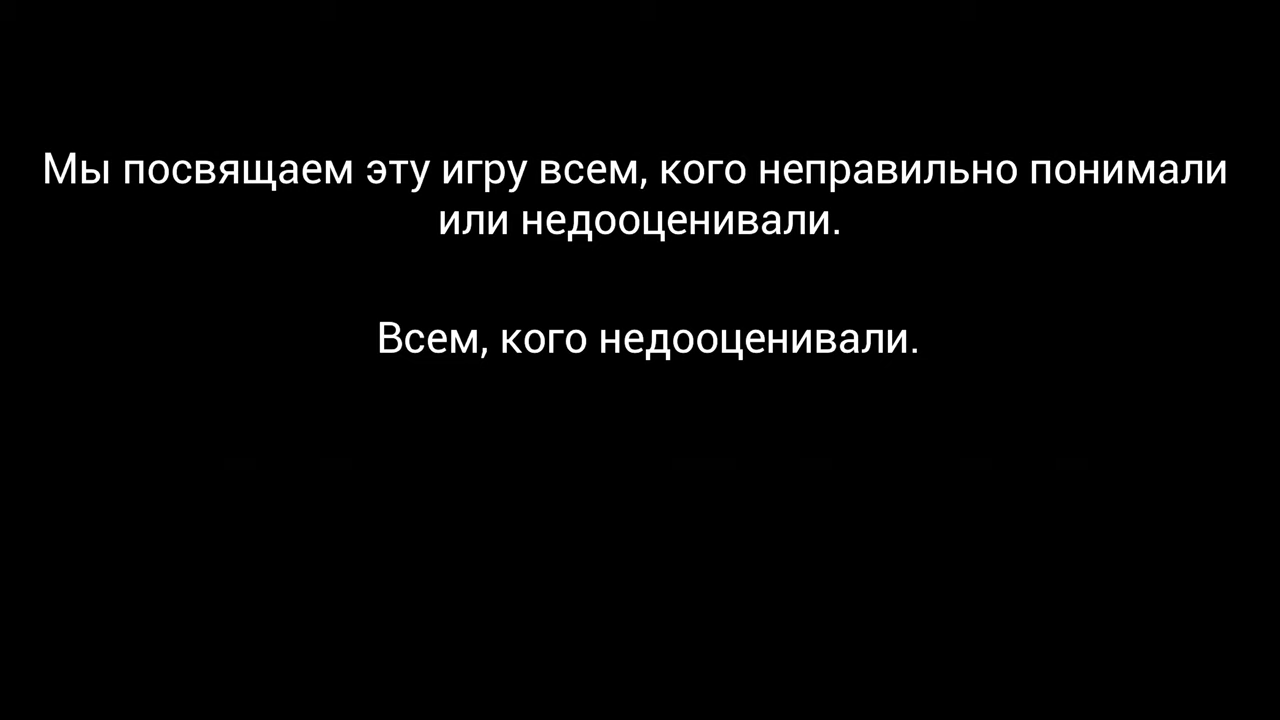 Мы посвящаем эту игру всем, кого неправильно понимали
или недооценивали.
Всем, кого недооценивали.